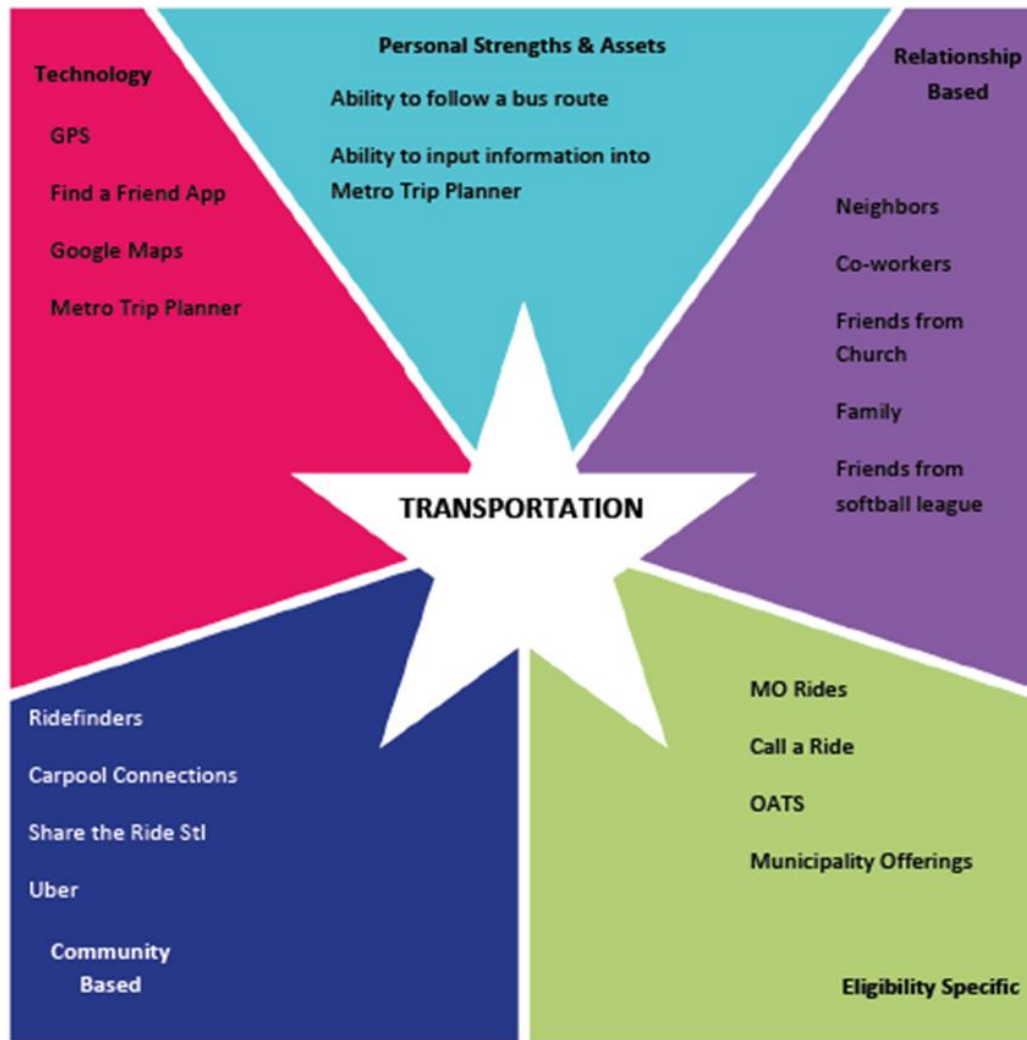 Technology
GPS
Find a Friend App
Google Maps
Metro Trip Planner
Personal Strengths & Assets
Ability to follow a bus route
Ability to input information into
Metro Trip Planner
Relationship
Based
Neighbors
Co-workers
Friends from
Church
Family
Friends from
softball league
TRANSPORTATION
Ridefinders
Carpool Connections
Share the Ride Stl
Uber
Community
Based
MO Rides
Call a Ride
OATS
Municipality Offerings
Eligibility Specific